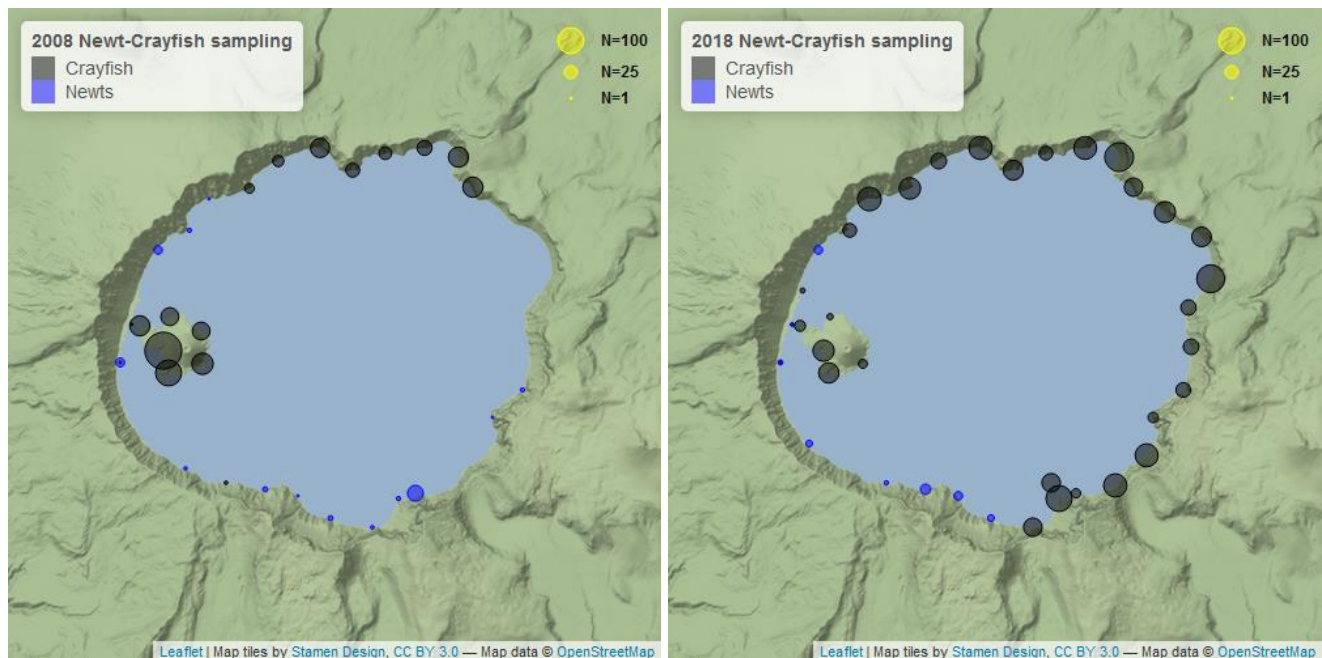 2008 Newt-Crayfish sampling
Crayfish
Newts
N=100
N=25
N=1
Leaflet | Map tiles by Stamen Design, CC BY 3.0 — Map data © OpenStreetMap
2018 Newt-Crayfish sampling
Crayfish
Newts
N=100
N=25
N=1
Leaflet | Map tiles by Stamen Design, CC BY 3.0 — Map data © OpenStreetMap